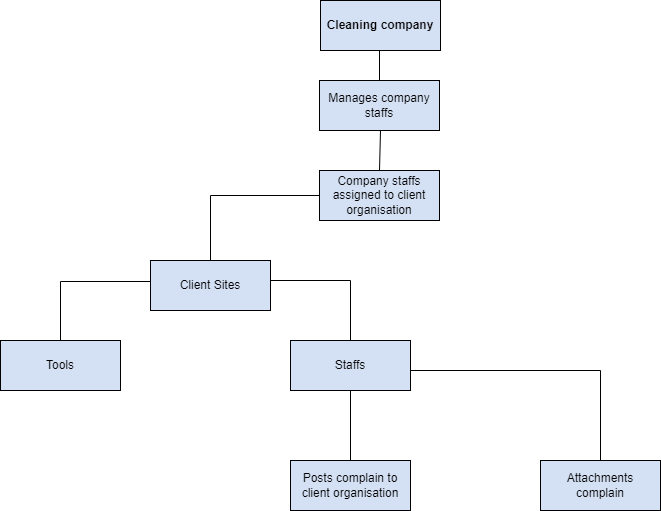 Cleaning company
Manages company
staffs
Company staffs
assigned to client
organisation
Client Sites
Tools
Staffs
Posts complain to
client organisation
Attachments
complain